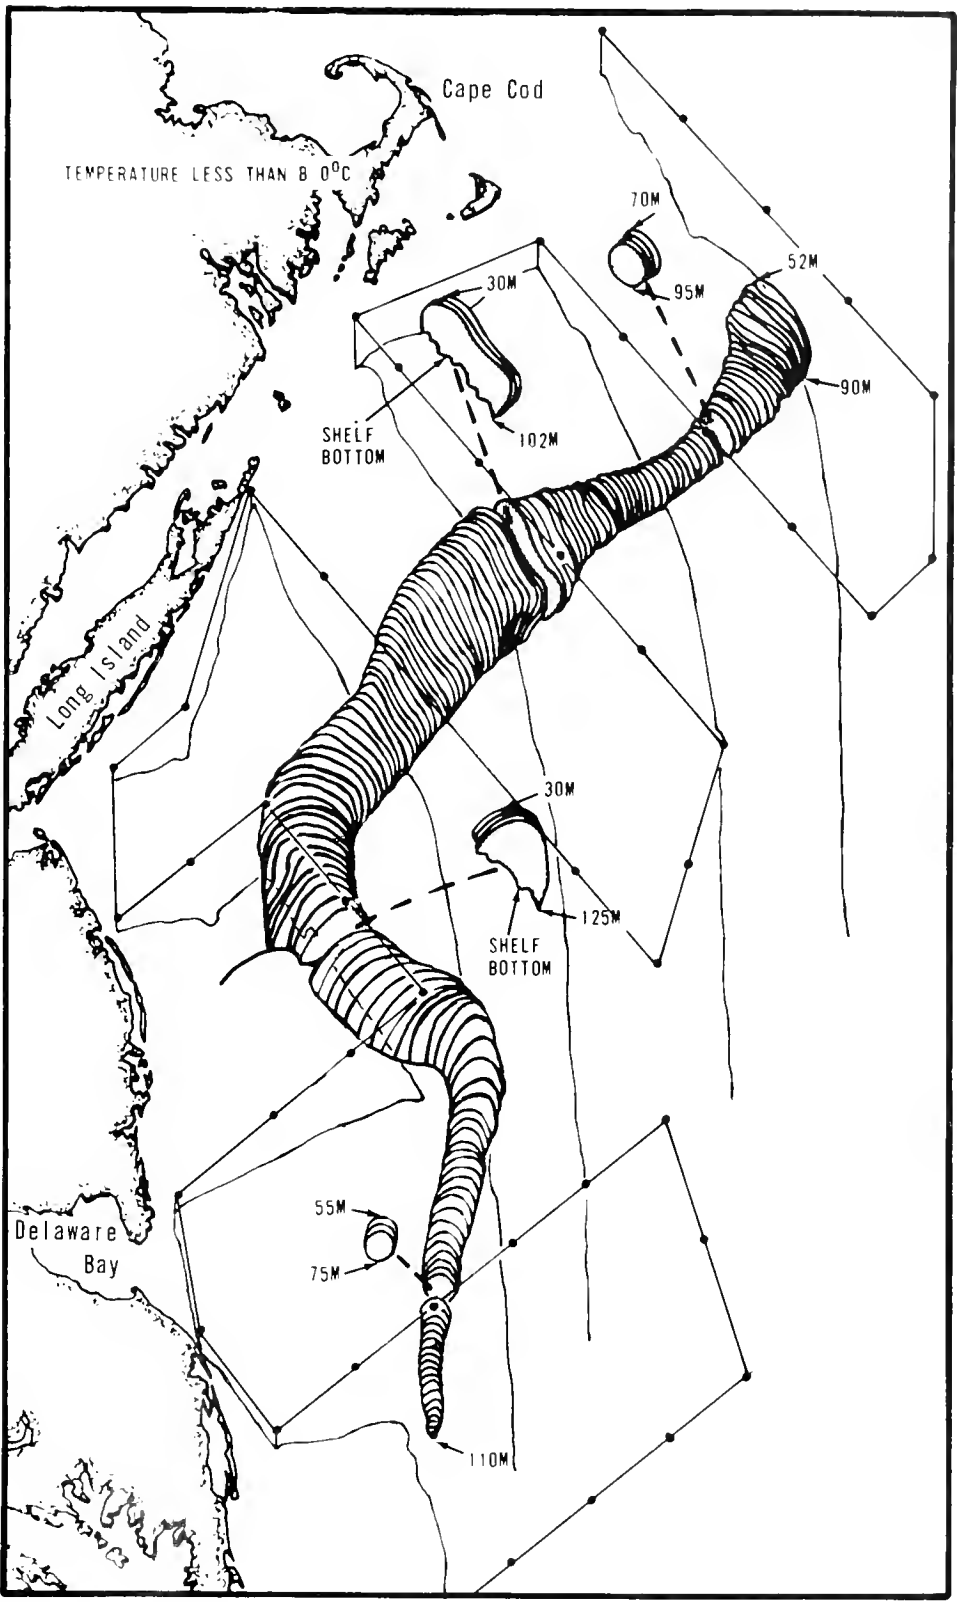 Cape Cod
TEMPERATURE LESS THAN 8 0°C
70M
52M
30M
95M
90M
SHELF
BOTTOM
102M
Long Island
30M
125M
SHELF
BOTTOM
55M
Delaware
Bay
75M
110M